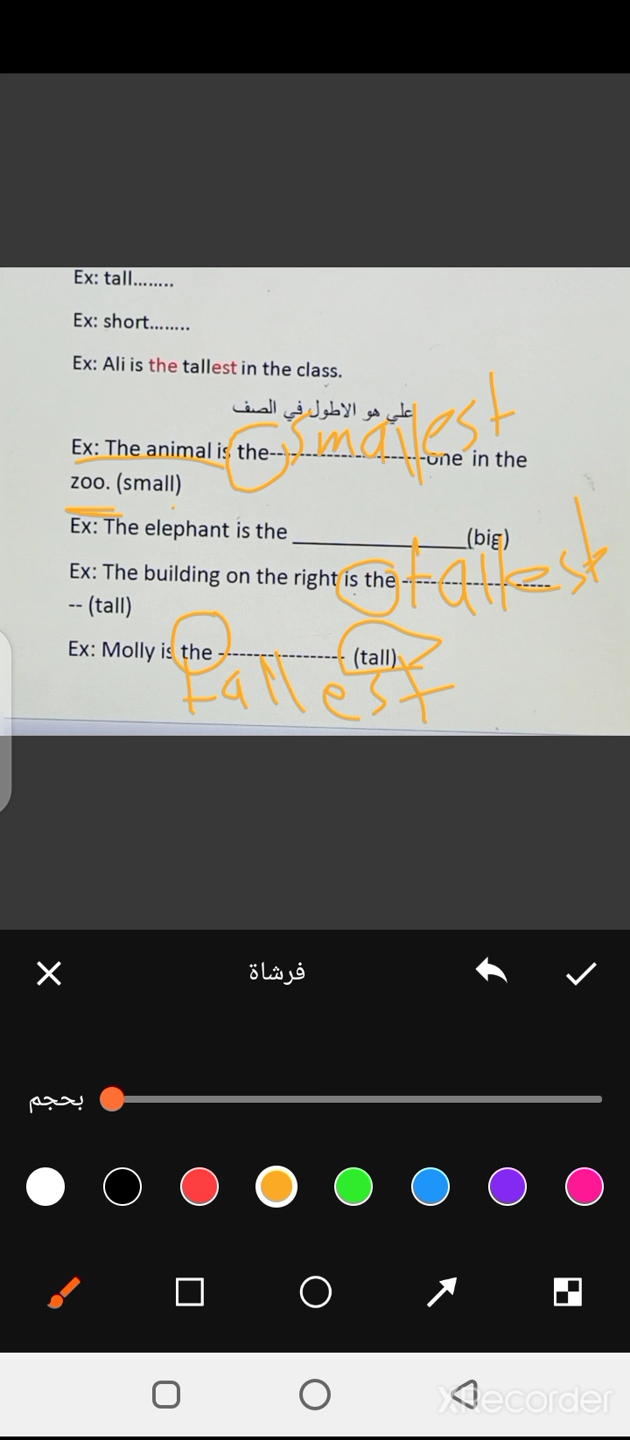 Ex: tall........
Ex: short........
Ex: Ali is the tallest in the class.
علي هو الاطول في الصف
smallest
Ex: The animal is the---------------------one in the
zoo. (small)
Ex: The elephant is the __________________(big)
tallest
Ex: The building on the right is the---------------------
-- (tall)
Ex: Molly is the ------------------ (tall)
tallest
فرشاة
بحجم
XRecorder